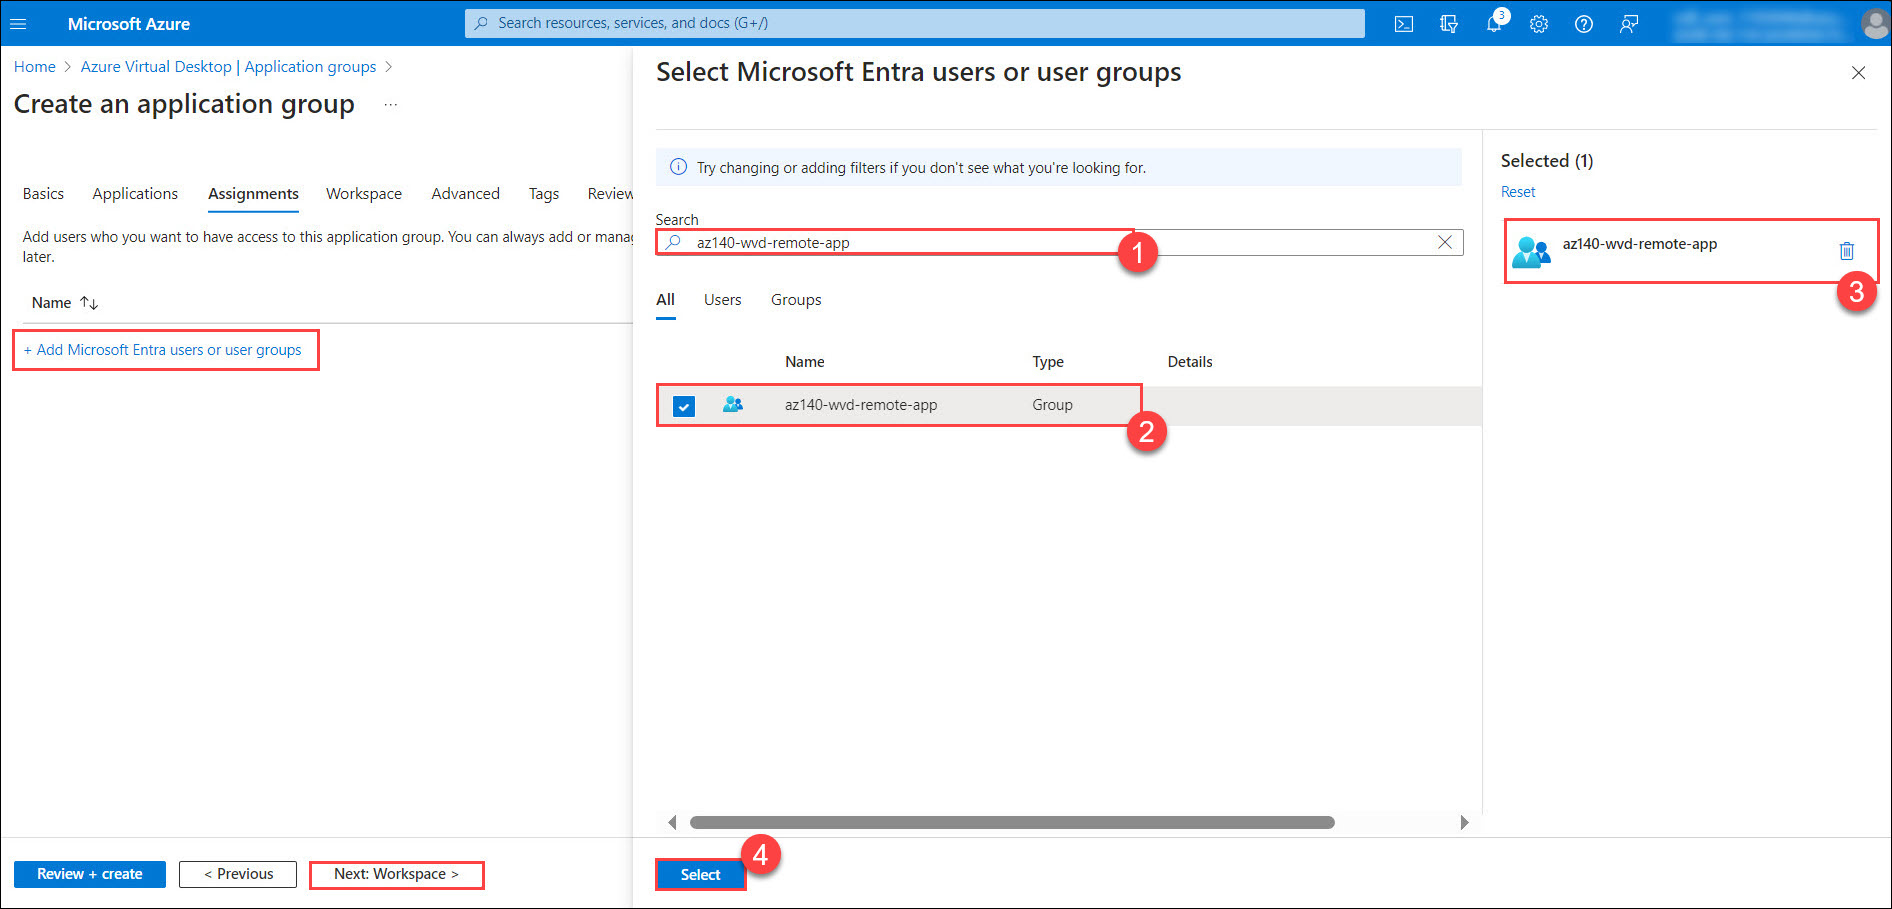 Microsoft Azure
Search resources, services, and docs (G+/)
3
Home > Azure Virtual Desktop | Application groups >
Create an application group ...
Basics Applications Assignments Workspace Advanced Tags Review
Add users who you want to have access to this application group. You can always add or mana
later.
Name ↑↓
+ Add Microsoft Entra users or user groups
Review + create
< Previous
Next: Workspace >
Select Microsoft Entra users or user groups
Try changing or adding filters if you don't see what you're looking for.
Search
az140-wvd-remote-app
1
All Users Groups
Name Type Details
az140-wvd-remote-app Group
2
Select
4
Selected (1)
Reset
az140-wvd-remote-app
3